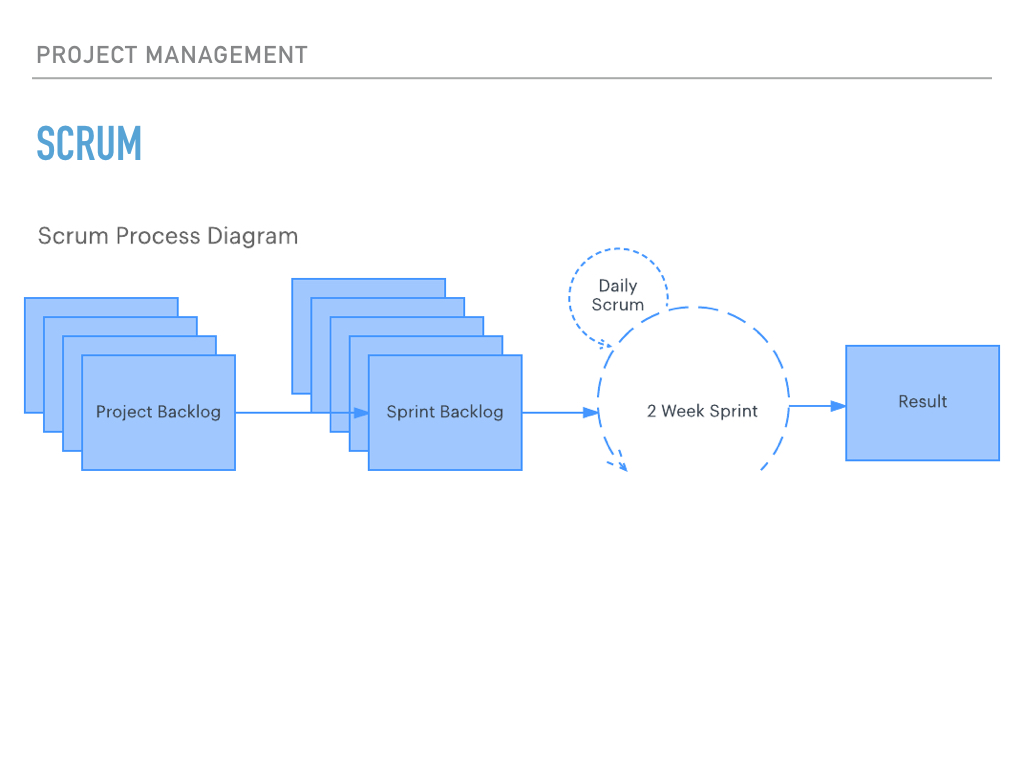 PROJECT MANAGEMENT
SCRUM
Scrum Process Diagram
Daily
Scrum
Project Backlog
Sprint Backlog
2 Week Sprint
Result